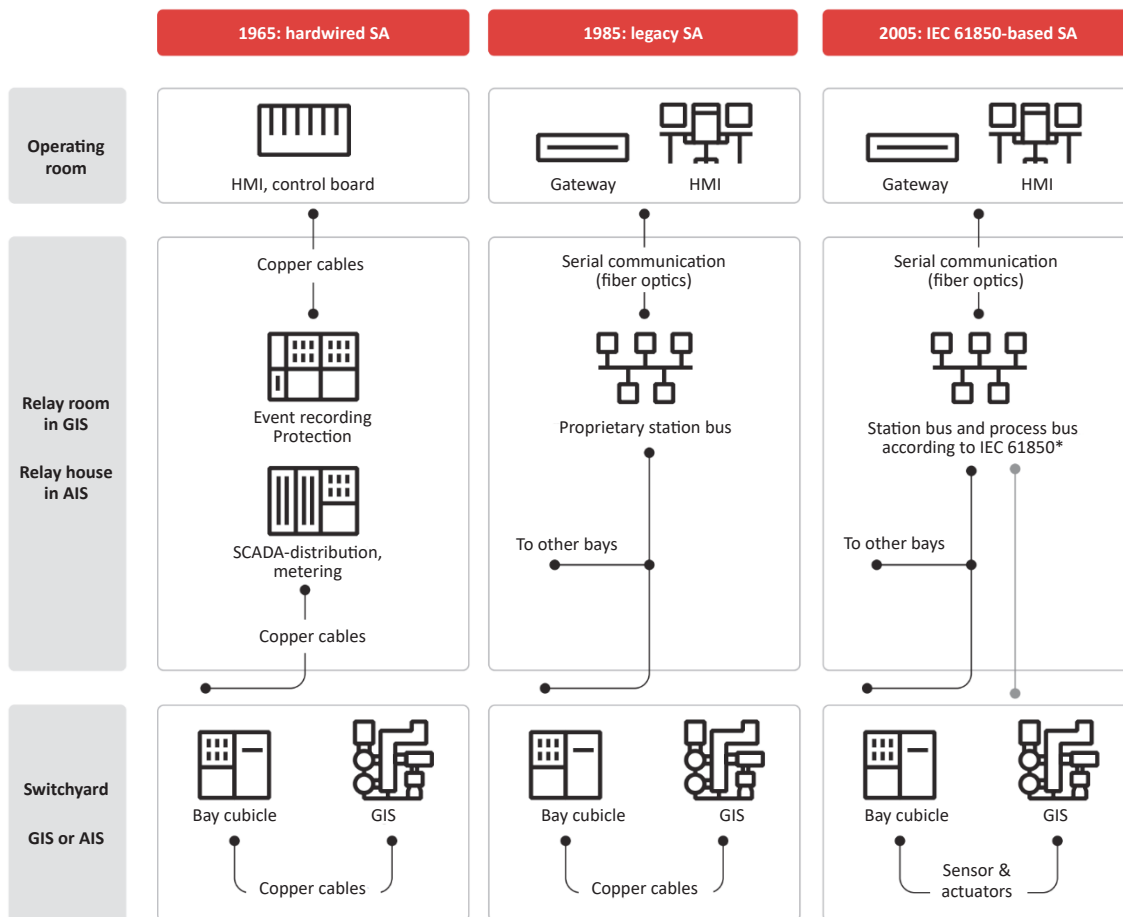 1965: hardwired SA
1985: legacy SA
2005: IEC 61850-based SA
Operating
room
HMI, control board
Gateway
HMI
Gateway
HMI
Relay room
in GIS
Relay house
in AIS
Copper cables
Event recording
Protection
SCADA-distribution,
metering
Copper cables
Serial communication
(fiber optics)
Proprietary station bus
To other bays
Serial communication
(fiber optics)
Station bus and process bus
according to IEC 61850*
To other bays
Switchyard
GIS or AIS
Bay cubicle
GIS
Copper cables
Bay cubicle
GIS
Copper cables
Bay cubicle
GIS
Sensor &
actuators